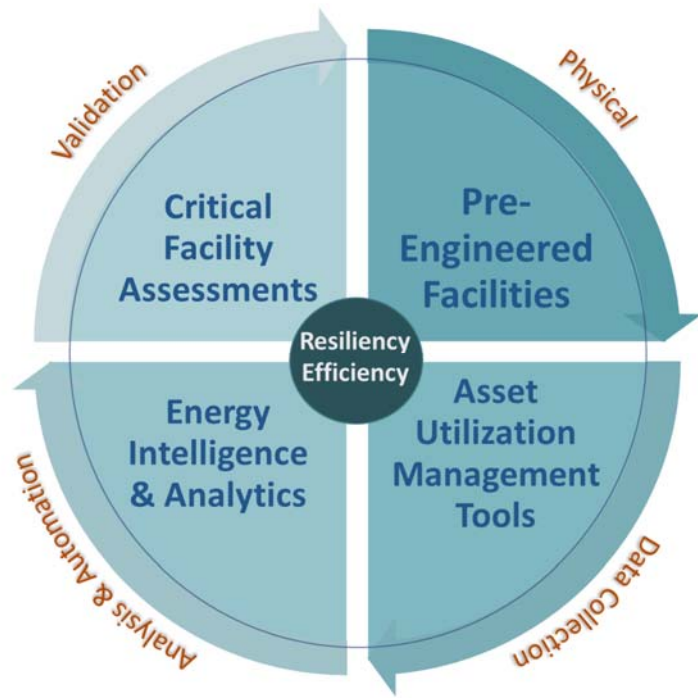 Validation
Physical
Critical
Facility
Assessments
Pre-
Engineered
Facilities
Resiliency
Efficiency
Energy
Intelligence
& Analytics
Asset
Utilization
Management
Tools
Analysis & Automation
Data Collection